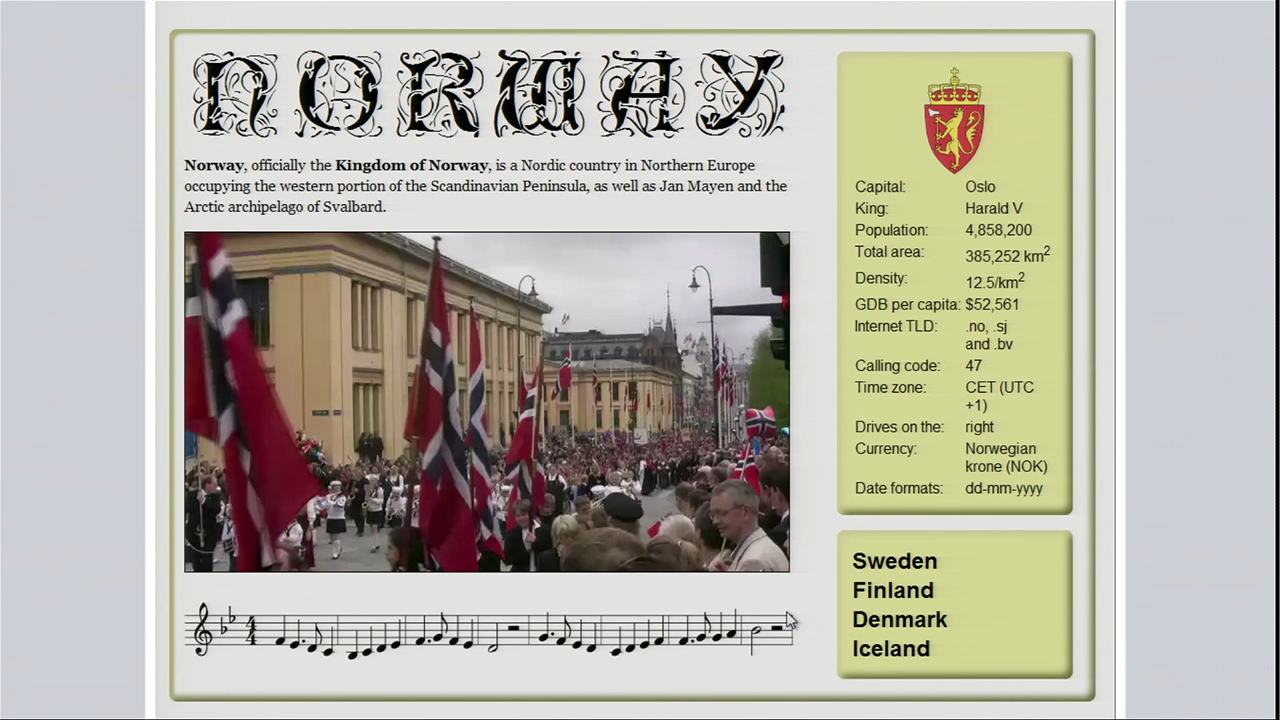 NORWAY
Norway, officially the Kingdom of Norway, is a Nordic country in Northern Europe
occupying the western portion of the Scandinavian Peninsula, as well as Jan Mayen and the
Arctic archipelago of Svalbard.
Capital: Oslo
King: Harald V
Population: 4,858,200
Total area: 385,252 km2
Density: 12.5/km2
GDB per capita: $52,561
Internet TLD: .no, .sj
and .bv
Calling code: 47
Time zone: CET (UTC
+1)
Drives on the: right
Currency: Norwegian
krone (NOK)
Date formats: dd-mm-yyyy
Sweden
Finland
Denmark
Iceland
4
4